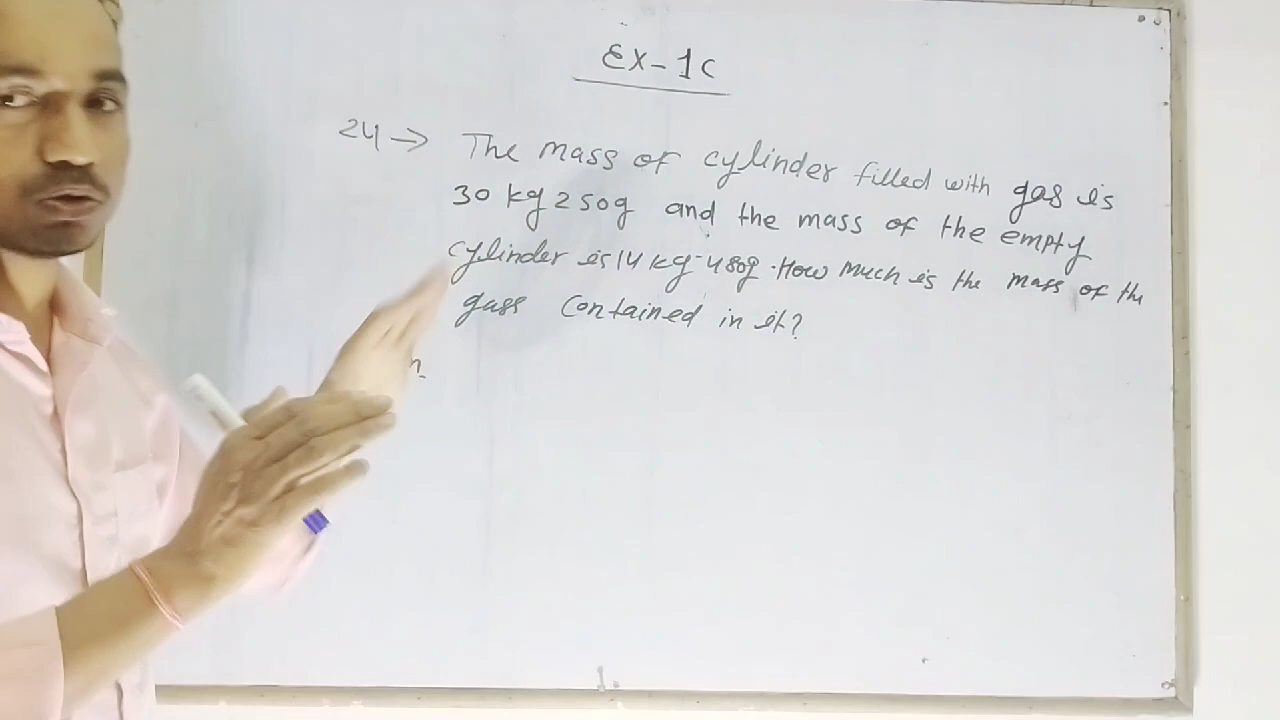 Ex-1c
24→ The mass of cylinder filled with gas is
30 kg 250g and the mass of the empty
cylinder is 14 kg 480g. How much is the mass of the
gass contained in it?
n.